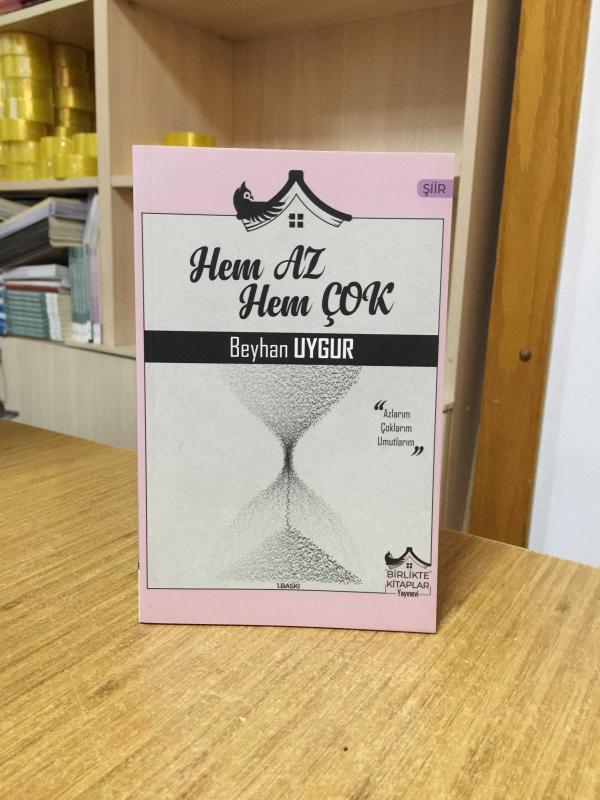 ŞİİR
Hem AZ
Hem ÇOK
Beyhan UYGUR
“Azlarım
Çoklarım
Umutlarım”
BİRLİKTE
KİTAPLAR
Yayınevi
1.BASKI